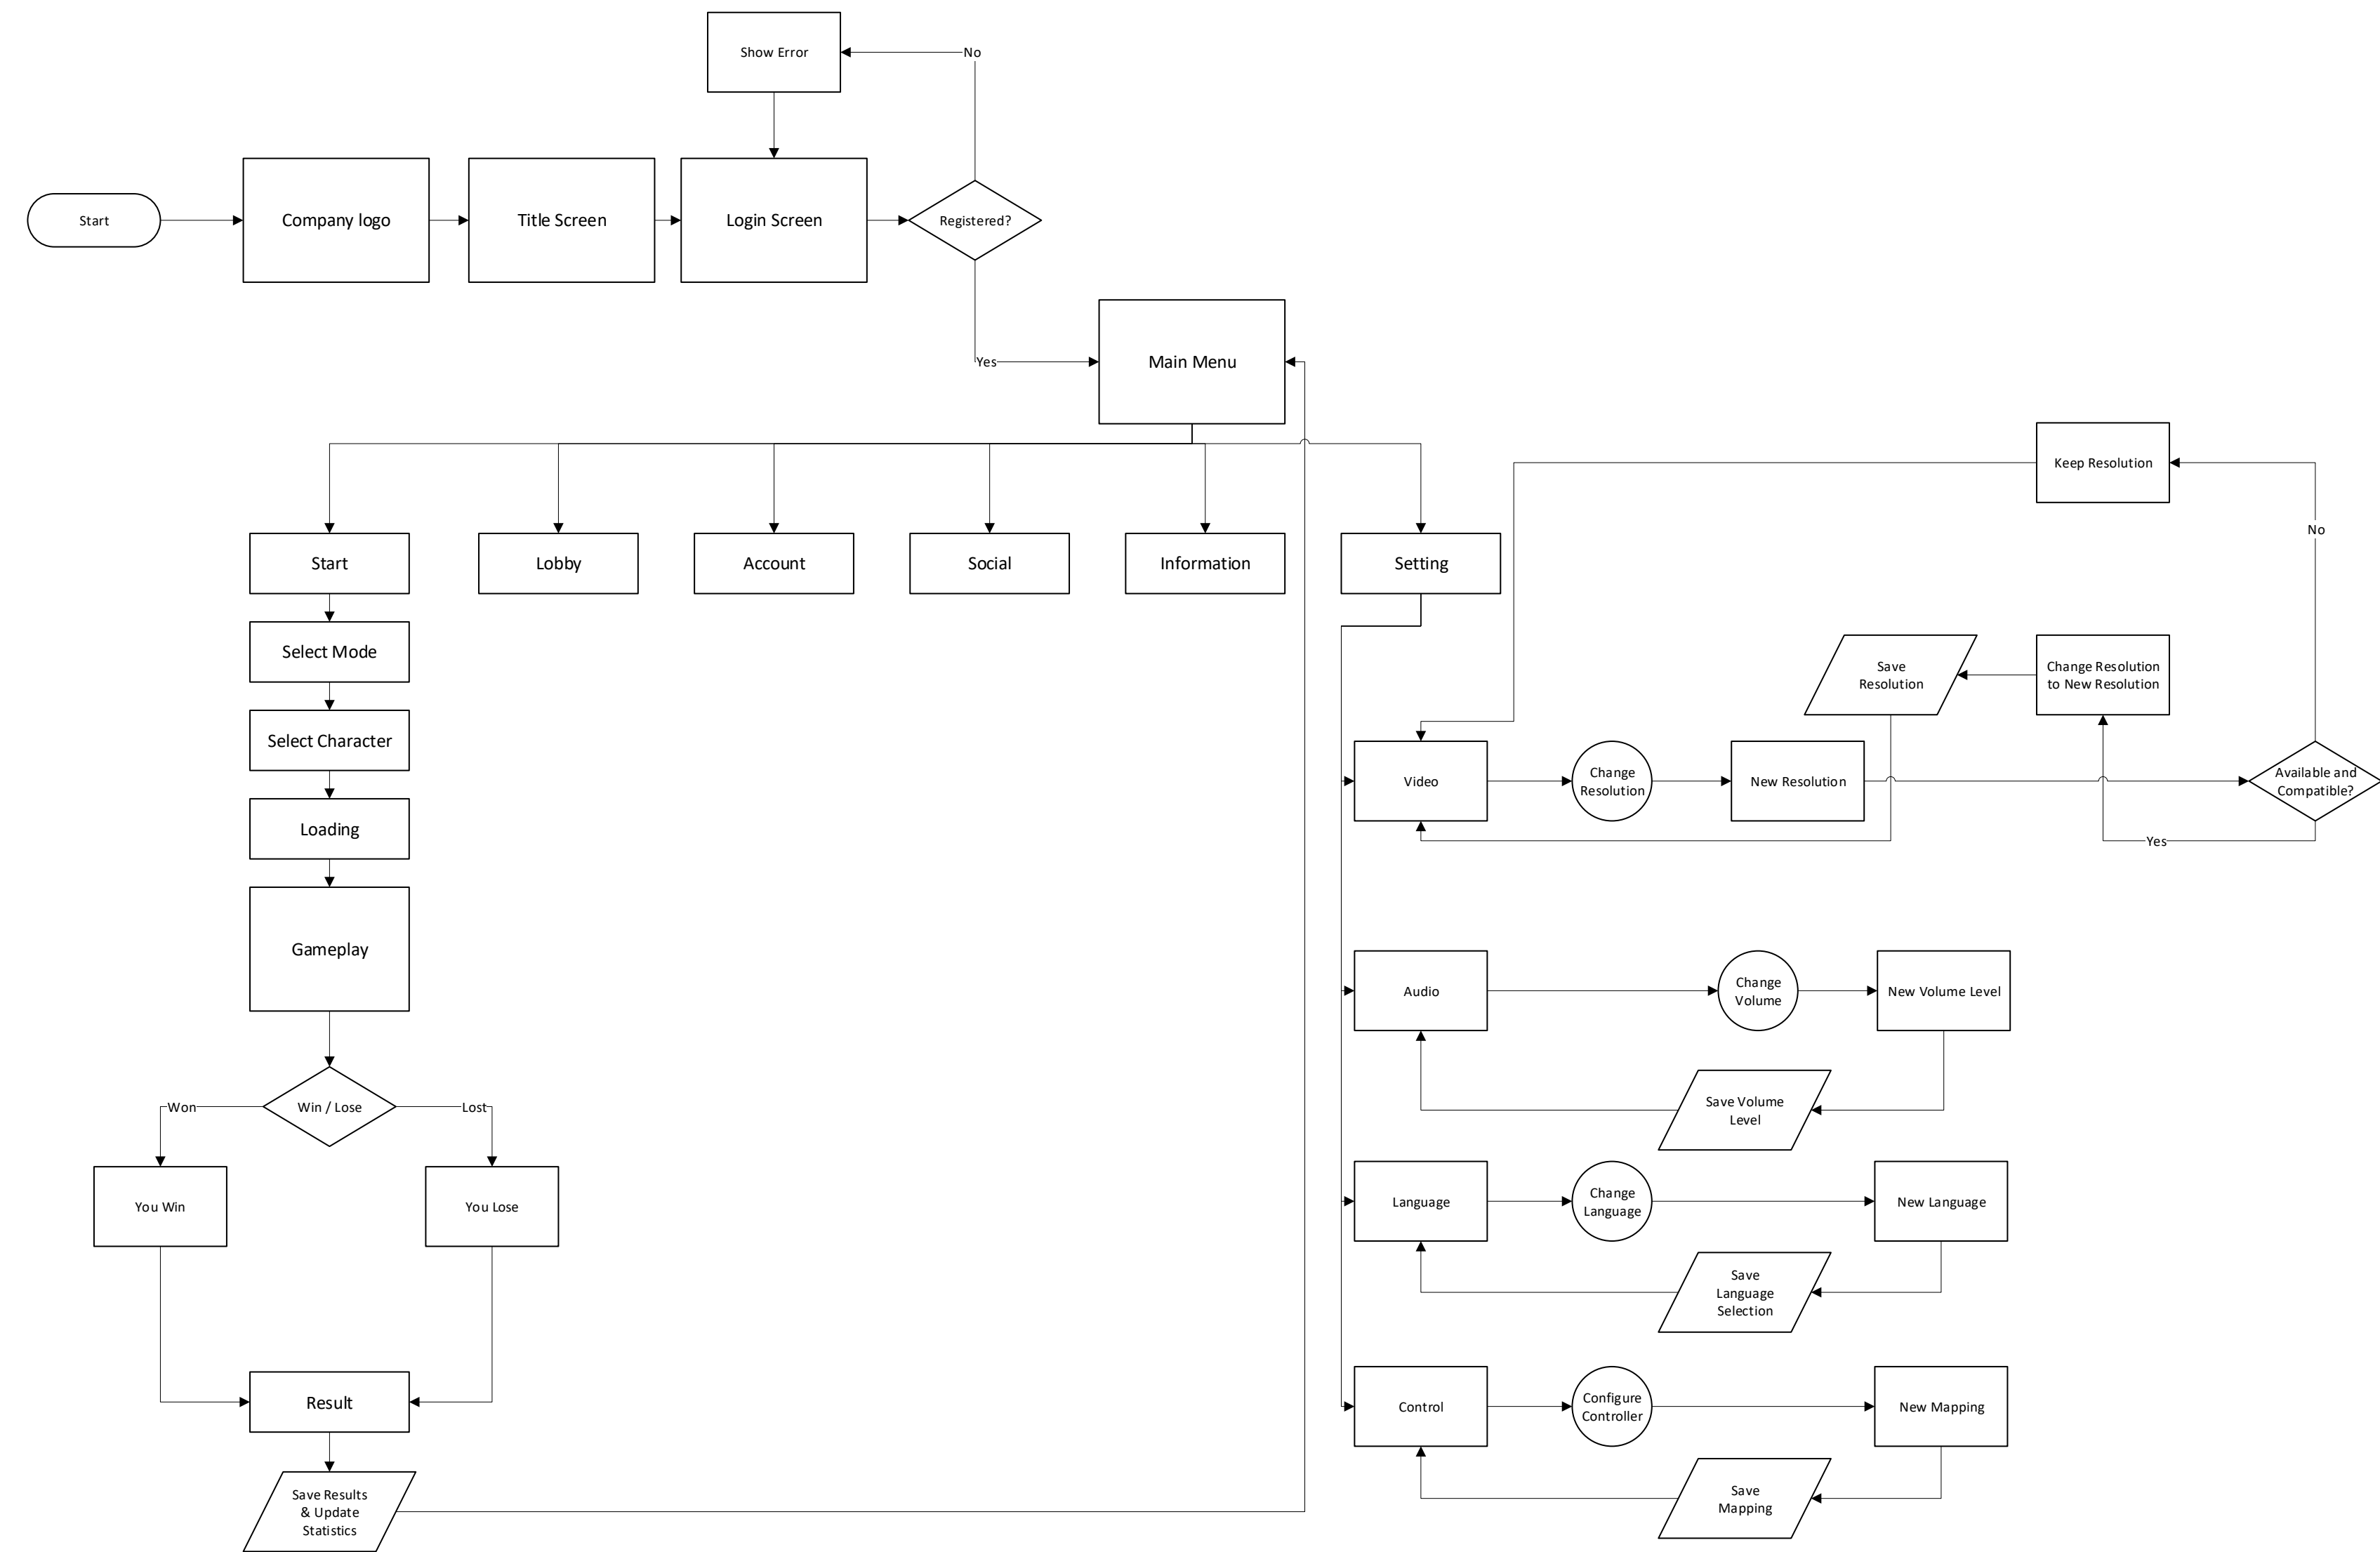 Show Error
No
Start
Company logo
Title Screen
Login Screen
Registered?
Yes
Main Menu
Keep Resolution
No
Start
Lobby
Account
Social
Information
Setting
Select Mode
Save
Resolution
Change Resolution
to New Resolution
Select Character
Video
Change
Resolution
New Resolution
Available and
Compatible?
Loading
Yes
Gameplay
Audio
Change
Volume
New Volume Level
Won
Win / Lose
Lost
Save Volume
Level
You Win
You Lose
Language
Change
Language
New Language
Save
Language
Selection
Result
Control
Configure
Controller
New Mapping
Save Results
& Update
Statistics
Save
Mapping